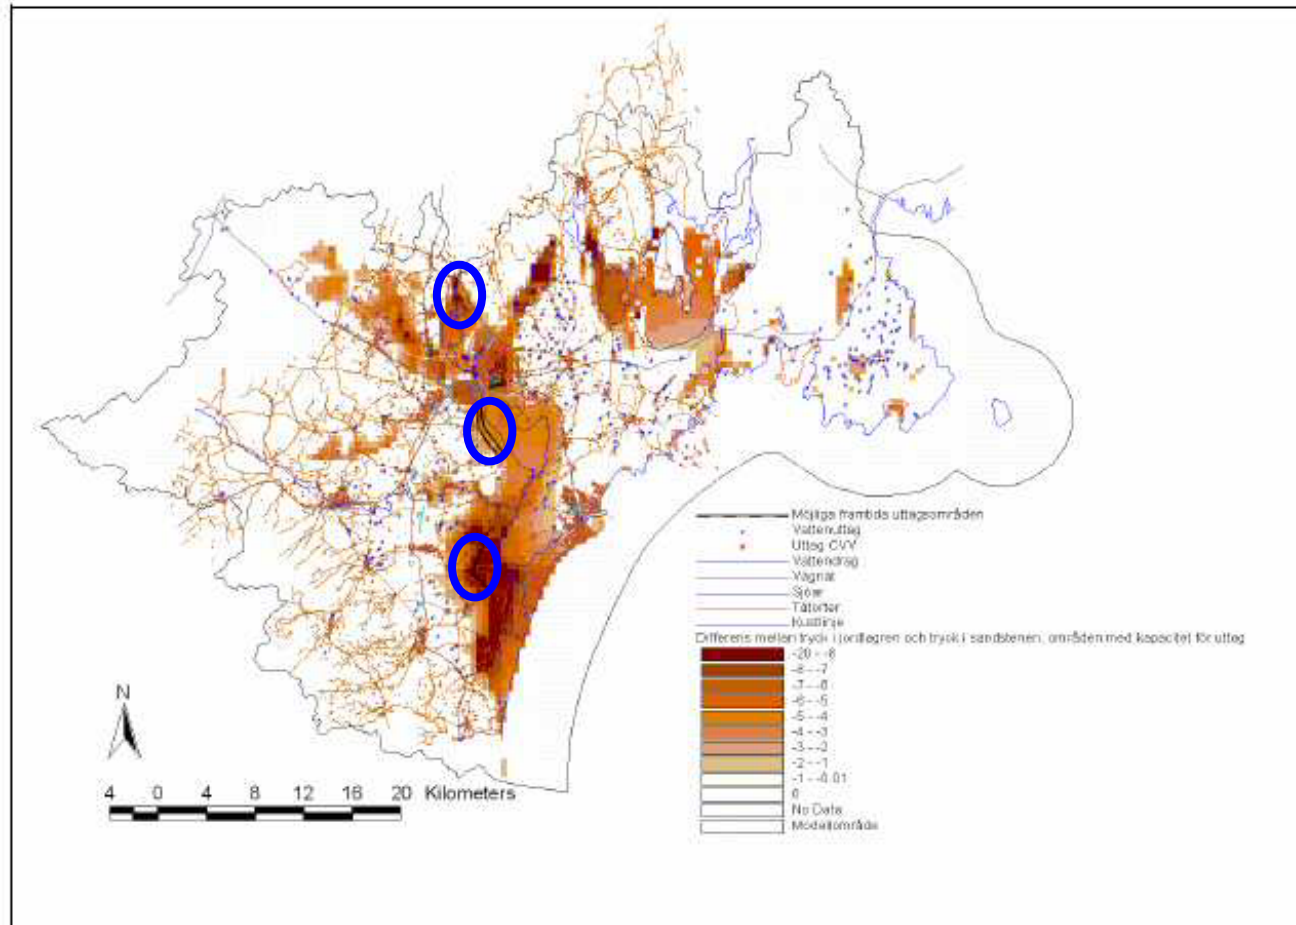 Möjliga framtida uttagsområden
Vattenuttag
Uttag CVV
Vattendrag
Vägnät
Sjöar
Tätorter
Kustlinje
Differens mellan tryck i jordlagren och tryck i sandstenen, områden med kapacitet för uttag
-20 - -8
-8 - -7
-7 - -6
-6 - -5
-5 - -4
-4 - -3
-3 - -2
-2 - -1
-1 - -0.01
0
No Data
Modellområde
N
4 0 4 8 12 16 20 Kilometers